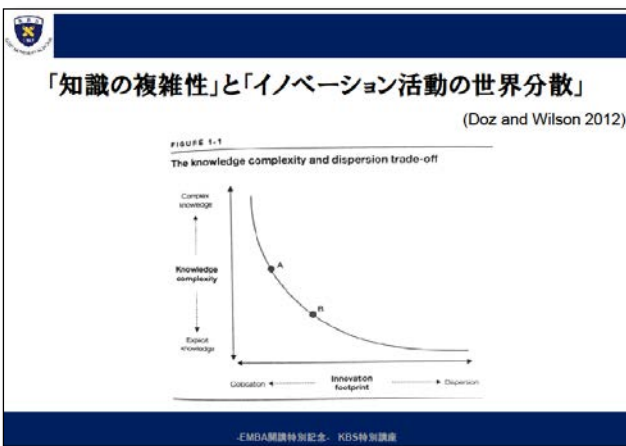 「知識の複雑性」と「イノベーション活動の世界分散」
(Doz and Wilson 2012)
FIGURE 1-1
The knowledge complexity and dispersion trade-off
Complex
knowledge
A
Knowledge
complexity
B
Explicit
knowledge
Colocation
Innovation
footprint
Dispersion
-EMBA開講特別記念- KBS特別講座